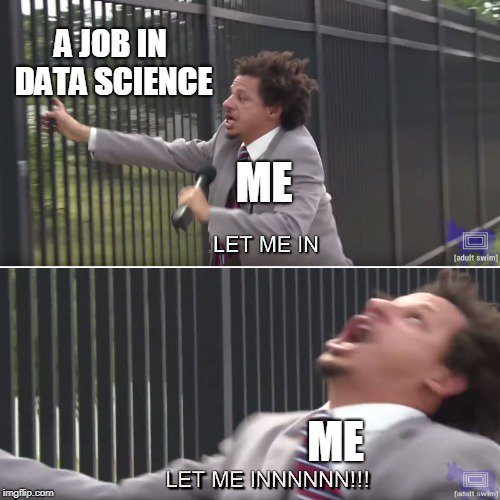 A JOB IN
DATA SCIENCE
ME
LET ME IN
[adult swim]
ME
LET ME INNNNNN!!!
imgflip.com
[adult swim]